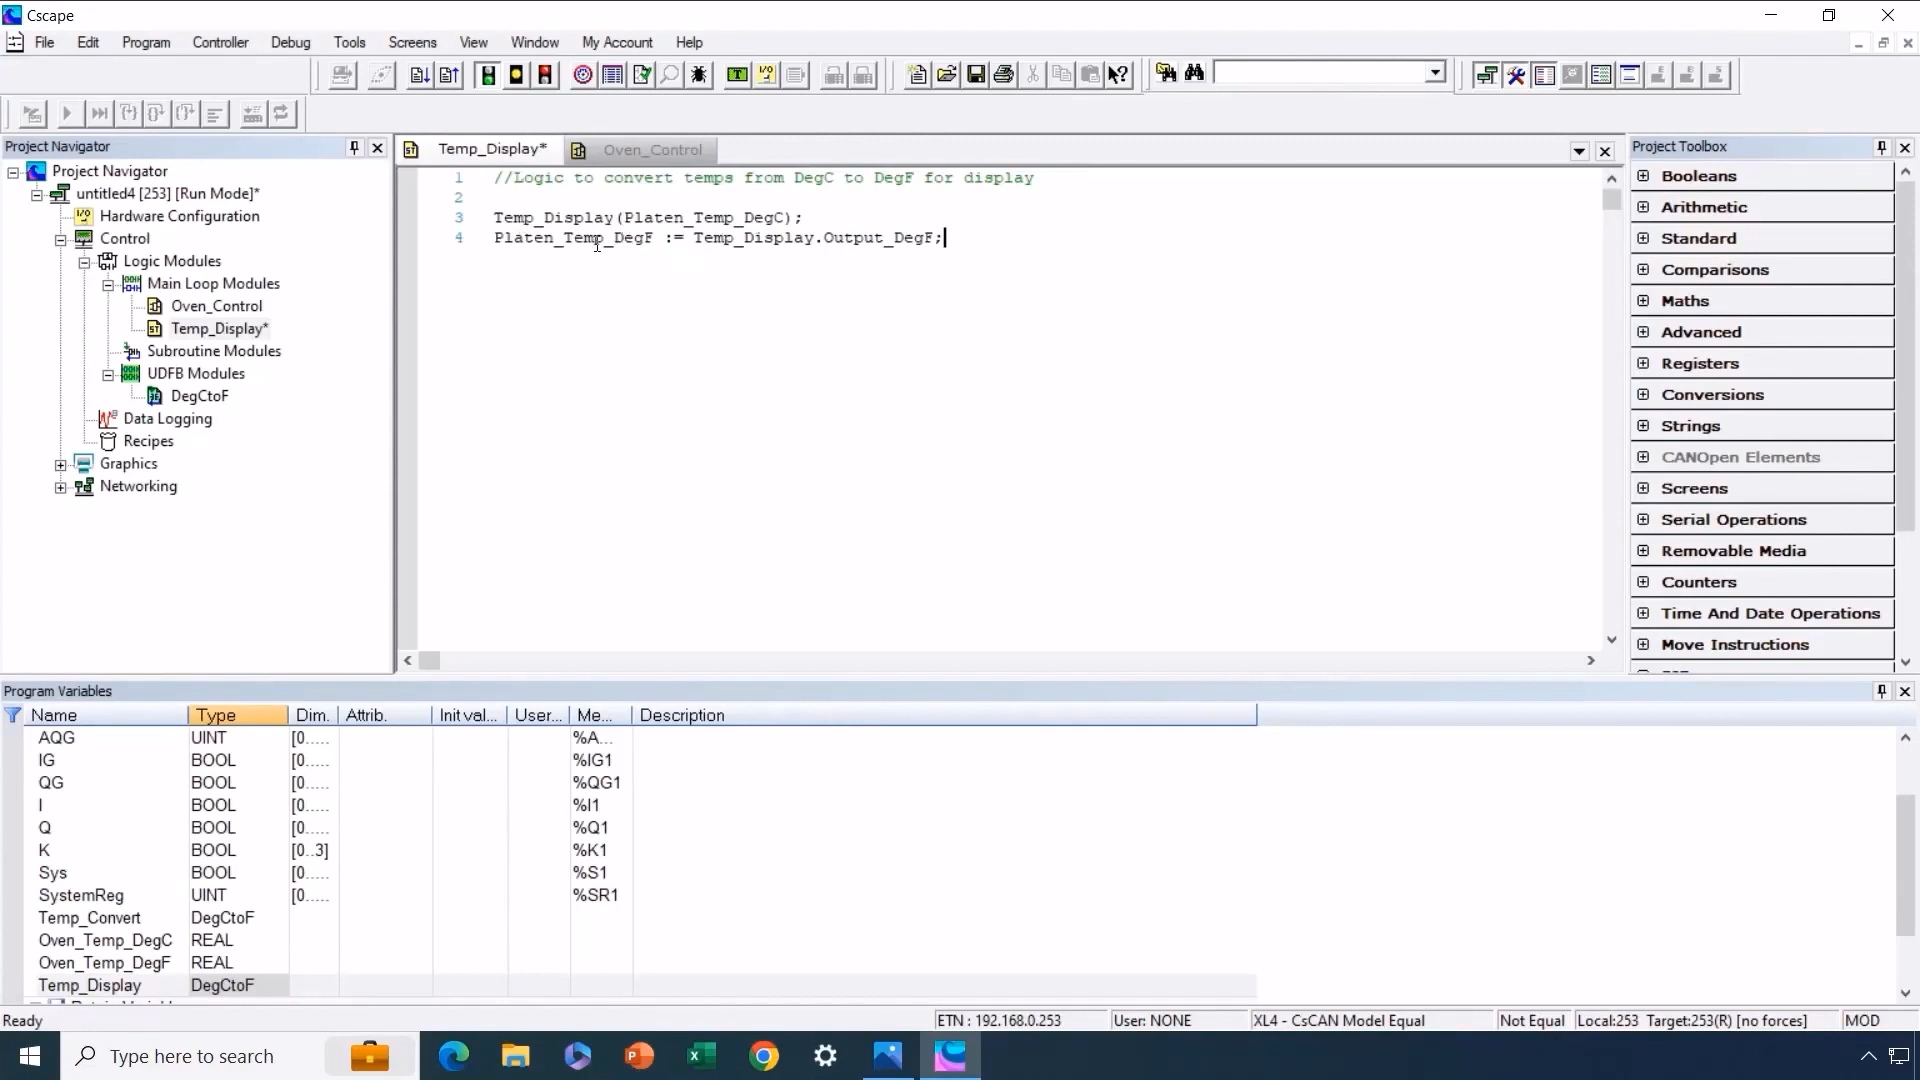 Cscape
File Edit Program Controller Debug Tools Screens View Window My Account Help
Project Navigator
Project Navigator
untitled4 [253] [Run Mode]*
Hardware Configuration
Control
Logic Modules
Main Loop Modules
Oven_Control
Temp_Display*
Subroutine Modules
UDFB Modules
DegCtoF
Data Logging
Recipes
Graphics
Networking
Temp_Display* Oven_Control
1 //Logic to convert temps from DegC to DegF for display
2
3 Temp_Display(Platen_Temp_DegC);
4 Platen_Temp_DegF := Temp_Display.Output_DegF;
Project Toolbox
Booleans
Arithmetic
Standard
Comparisons
Maths
Advanced
Registers
Conversions
Strings
CANOpen Elements
Screens
Serial Operations
Removable Media
Counters
Time And Date Operations
Move Instructions
Program Variables
Name Type Dim. Attrib. Init val... User... Me... Description
AQG UINT [0..... %A...
IG BOOL [0..... %IG1
QG BOOL [0..... %QG1
I BOOL [0..... %I1
Q BOOL [0..... %Q1
K BOOL [0..3] %K1
Sys BOOL [0..... %S1
SystemReg UINT [0..... %SR1
Temp_Convert DegCtoF
Oven_Temp_DegC REAL
Oven_Temp_DegF REAL
Temp_Display DegCtoF
Ready ETN : 192.168.0.253 User: NONE XL4 - CsCAN Model Equal Not Equal Local:253 Target:253(R) [no forces] MOD
Type here to search